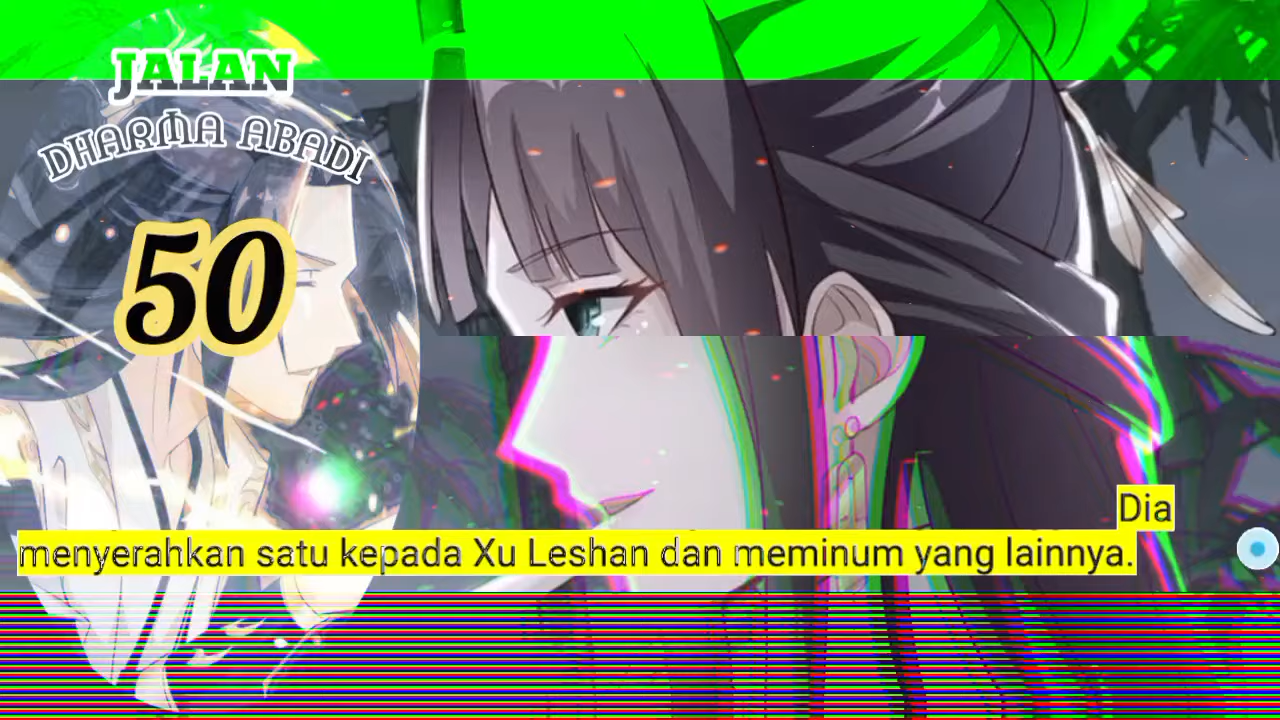 JALAN
DHARMA ABADI
50
Dia
menyerahkan satu kepada Xu Leshan dan meminum yang lainnya.